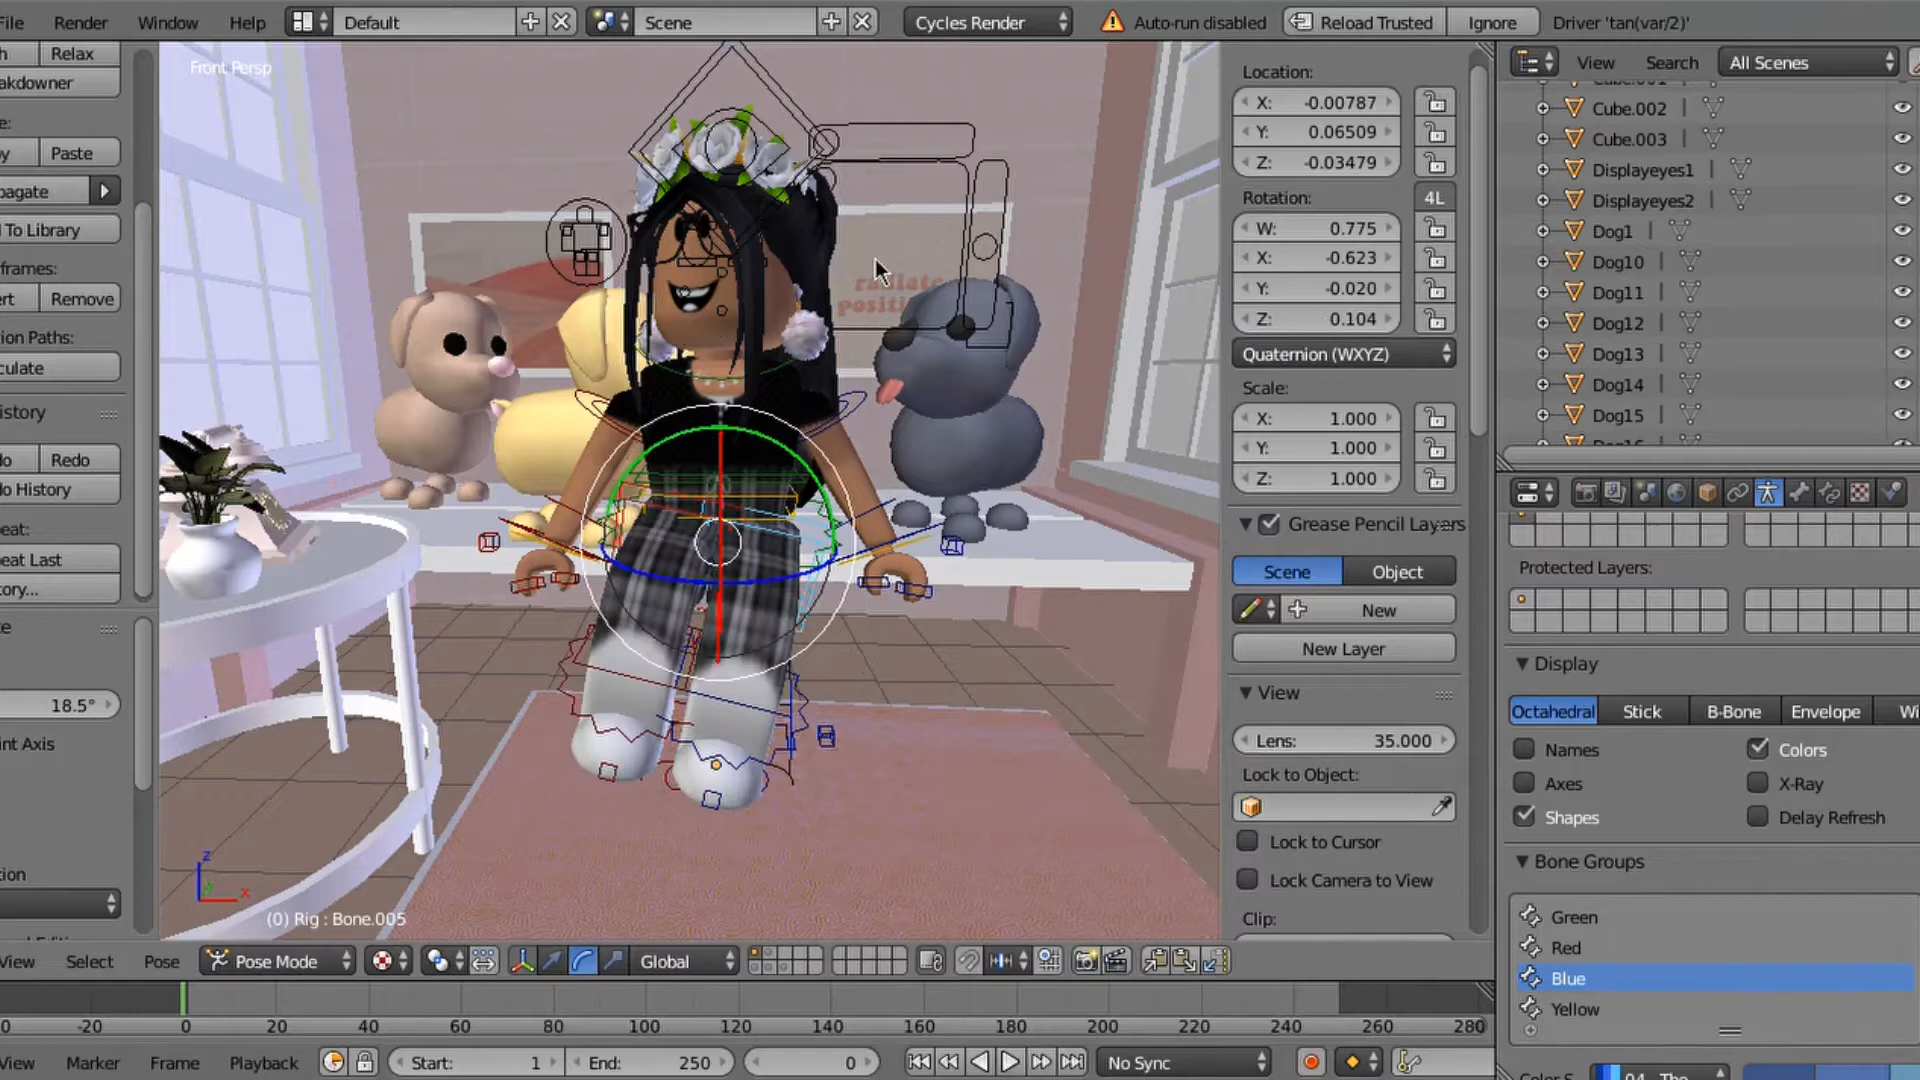 File Render Window Help Default Scene Cycles Render Auto-run disabled Reload Trusted Ignore Driver 'tan(var/2)'
Relax
akdowner
Paste
pagate
To Library
frames:
Remove
ion Paths:
culate
istory
Redo
o History
eat:
eat Last
ory...
18.5°
int Axis
Front Persp
radiate
positi
(0) Rig : Bone.005
Location:
X: -0.00787
Y: 0.06509
Z: -0.03479
Rotation: 4L
W: 0.775
X: -0.623
Y: -0.020
Z: 0.104
Quaternion (WXYZ)
Scale:
X: 1.000
Y: 1.000
Z: 1.000
Grease Pencil Layers
Scene Object
New
New Layer
View
Lens: 35.000
Lock to Object:
Lock to Cursor
Lock Camera to View
Clip:
View Search All Scenes
Cube.001
Cube.002
Cube.003
Displayeyes1
Displayeyes2
Dog1
Dog10
Dog11
Dog12
Dog13
Dog14
Dog15
Protected Layers:
Display
Octahedral Stick B-Bone Envelope Wi
Names Colors
Axes X-Ray
Shapes Delay Refresh
Bone Groups
Green
Red
Blue
Yellow
View Select Pose Pose Mode Global
-20 0 20 40 60 80 100 120 140 160 180 200 220 240 260 280
View Marker Frame Playback Start: 1 End: 250 0 No Sync